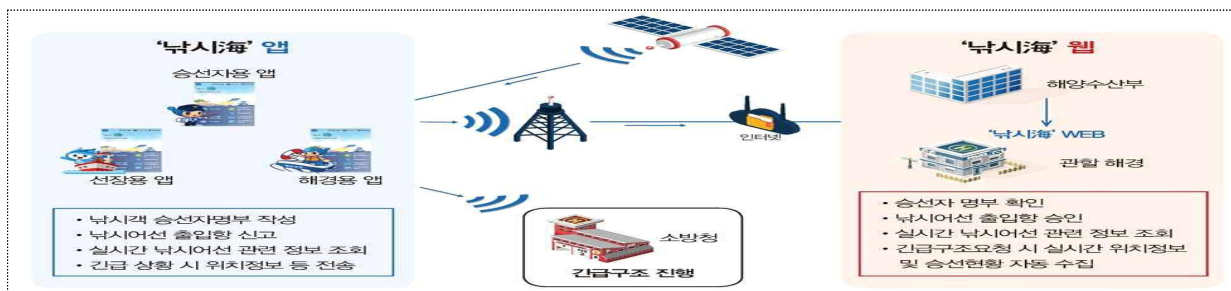 '낚시海' 앱
승선자용 앱
선장용 앱
해경용 앱
• 낚시객 승선자명부 작성
• 낚시어선 출입항 신고
• 실시간 낚시어선 관련 정보 조회
• 긴급 상황 시 위치정보 등 전송
인터넷
소방청
긴급구조 진행
'낚시海' 웹
해양수산부
'낚시海' WEB
관할 해경
• 승선자 명부 확인
• 낚시어선 출입항 승인
• 실시간 낚시어선 관련 정보 조회
• 긴급구조요청 시 실시간 위치정보
및 승선현황 자동 수집